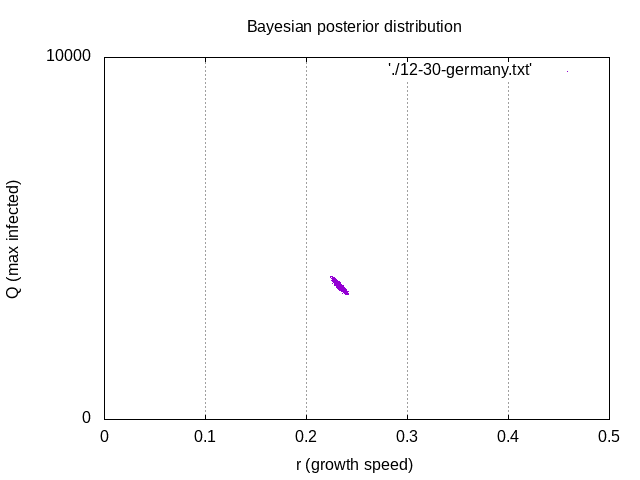 Bayesian posterior distribution
10000
'./12-30-germany.txt'
Q (max infected)
0
0 0.1 0.2 0.3 0.4 0.5
r (growth speed)